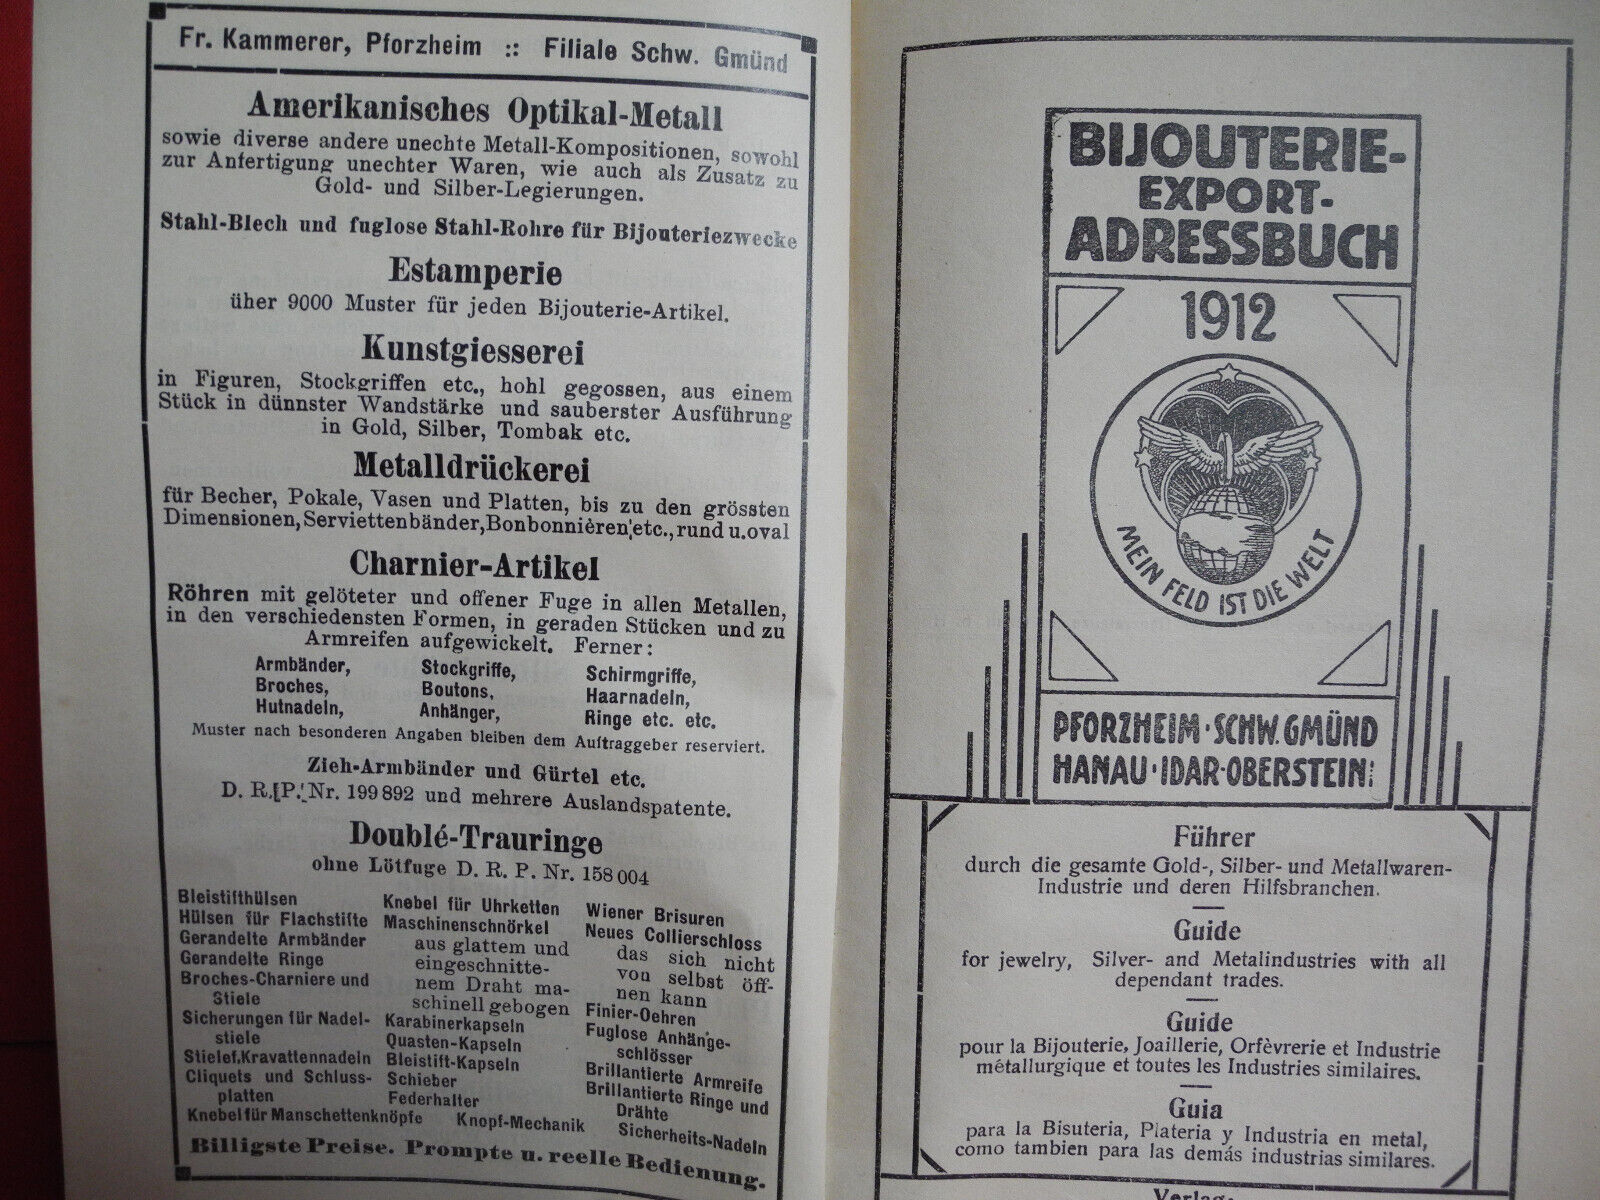 Fr. Kammerer, Pforzheim :: Filiale Schw. Gmünd
Amerikanisches Optikal-Metall
sowie diverse andere unechte Metall-Kompositionen, sowohl
zur Anfertigung unechter Waren, wie auch als Zusatz zu
Gold- und Silber-Legierungen.
Stahl-Blech und fuglose Stahl-Rohre für Bijouteriezwecke
Estamperie
üher 9000 Muster für jeden Bijouterie-Artikel.
Kunstgiesserei
in Figuren, Stockgriffen etc., hohl gegossen, aus einem
Stück in dünnster Wandstärke und sauberster Ausführung
in Gold, Silber, Tombak etc.
Metalldrückerei
für Becher, Pokale, Vasen und Platten, bis zu den grössten
Dimensionen, Serviettenbänder, Bonbonnièren etc., rund u. oval
Charnier-Artikel
Röhren mit gelöteter und offener Fuge in allen Metallen,
in den verschiedensten Formen, in geraden Stücken und zu
Armreifen aufgewickelt. Ferner:
Armbänder, Stockgriffe, Schirmgriffe,
Broches, Boutons, Haarnadeln,
Hutnadeln, Anhänger, Ringe etc. etc.
Muster nach besonderen Angaben bleiben dem Auftraggeber reserviert.
Zieh-Armbänder und Gürtel etc.
D. R. P. Nr. 199 892 und mehrere Auslandspatente.
Doublé-Trauringe
ohne Lötfuge D. R. P. Nr. 158 004
Bleistifthülsen
Hülsen für Flachstifte
Gerandelte Armbänder
Gerandelte Ringe
Broches-Charniere und
Stiele
Sicherungen für Nadel-
stiele
Stiele f. Kravattennadeln
Cliquets und Schluss-
platten
Knebel für Manschettenknöpfe
Knebel für Uhrketten
Maschinenschnörkel
aus glattem und
eingeschnitte-
nem Draht ma-
schinell gebogen
Karabinerkapseln
Quasten-Kapseln
Bleistift-Kapseln
Schieber
Federhalter
Knopf-Mechanik
Wiener Brisuren
Neues Collierschloss
das sich nicht
von selbst öff-
nen kann
Finier-Oehren
Fuglose Anhänge-
schlösser
Brillantierte Armreife
Brillantierte Ringe und
Drähte
Sicherheits-Nadeln
Billigste Preise. Prompte u. reelle Bedienung.
BIJOUTERIE-
EXPORT-
ADRESSBUCH
1912
MEIN FELD IST DIE WELT
PFORZHEIM · SCHW. GMÜND
HANAU · IDAR-OBERSTEIN
Führer
durch die gesamte Gold-, Silber- und Metallwaren-
Industrie und deren Hilfsbranchen.
Guide
for jewelry, Silver- and Metalindustries with all
dependant trades.
Guide
pour la Bijouterie, Joaillerie, Orfèvrerie et Industrie
métallurgique et toutes les Industries similaires.
Guia
para la Bisuteria, Plateria y Industria en metal,
como tambien para las demás industrias similares.
Verlag: